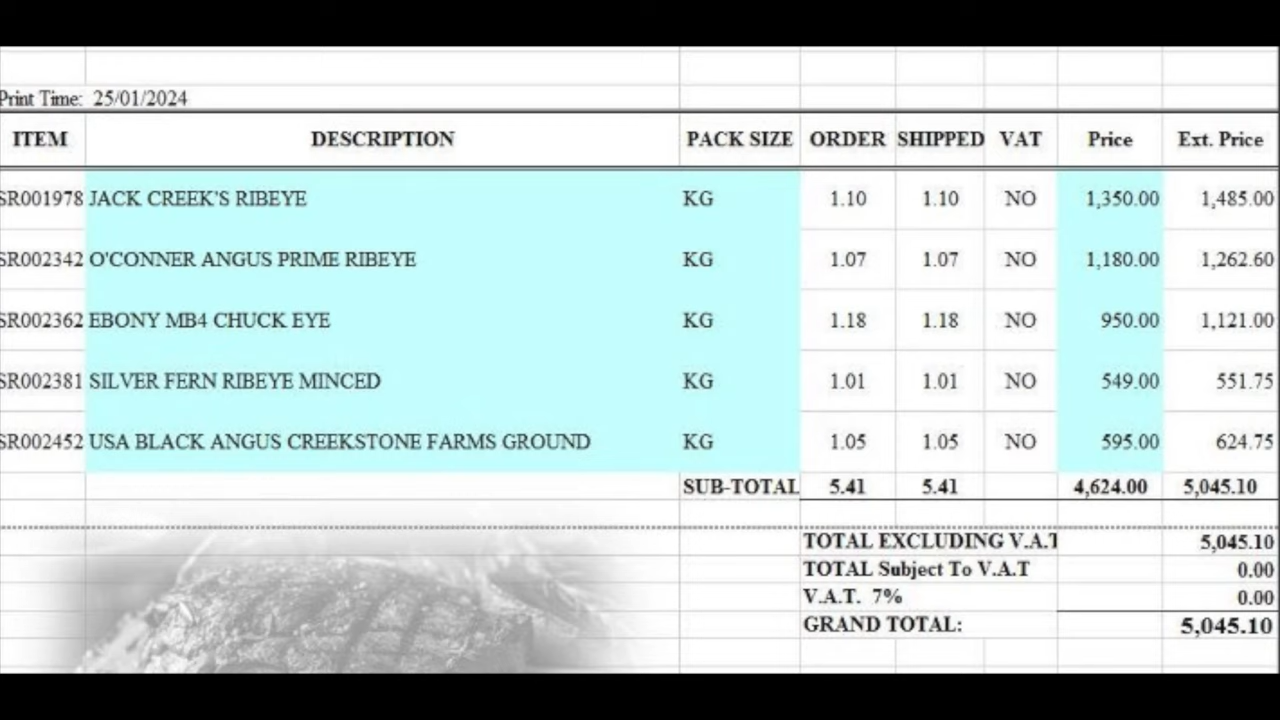 Print Time: 25/01/2024
ITEM DESCRIPTION PACK SIZE ORDER SHIPPED VAT Price Ext. Price
SR001978 JACK CREEK'S RIBEYE KG 1.10 1.10 NO 1,350.00 1,485.00
SR002342 O'CONNER ANGUS PRIME RIBEYE KG 1.07 1.07 NO 1,180.00 1,262.60
SR002362 EBONY MB4 CHUCK EYE KG 1.18 1.18 NO 950.00 1,121.00
SR002381 SILVER FERN RIBEYE MINCED KG 1.01 1.01 NO 549.00 551.75
SR002452 USA BLACK ANGUS CREEKSTONE FARMS GROUND KG 1.05 1.05 NO 595.00 624.75
SUB-TOTAL 5.41 5.41 4,624.00 5,045.10
TOTAL EXCLUDING V.A.T 5,045.10
TOTAL Subject To V.A.T 0.00
V.A.T. 7% 0.00
GRAND TOTAL: 5,045.10